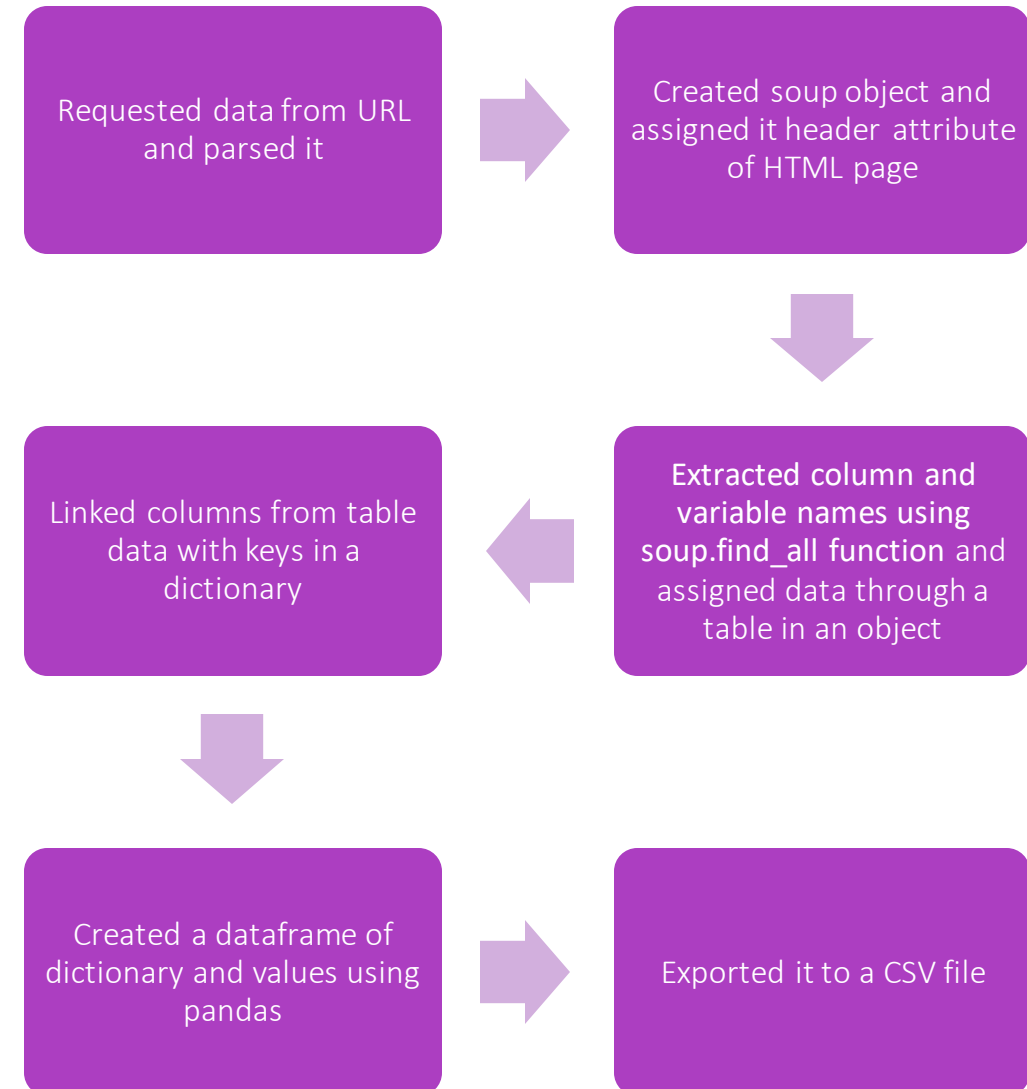 Requested data from URL
and parsed it
Created soup object and
assigned it header attribute
of HTML page
Extracted column and
variable names using
soup.find_all function and
assigned data through a
table in an object
Linked columns from table
data with keys in a
dictionary
Created a dataframe of
dictionary and values using
pandas
Exported it to a CSV file